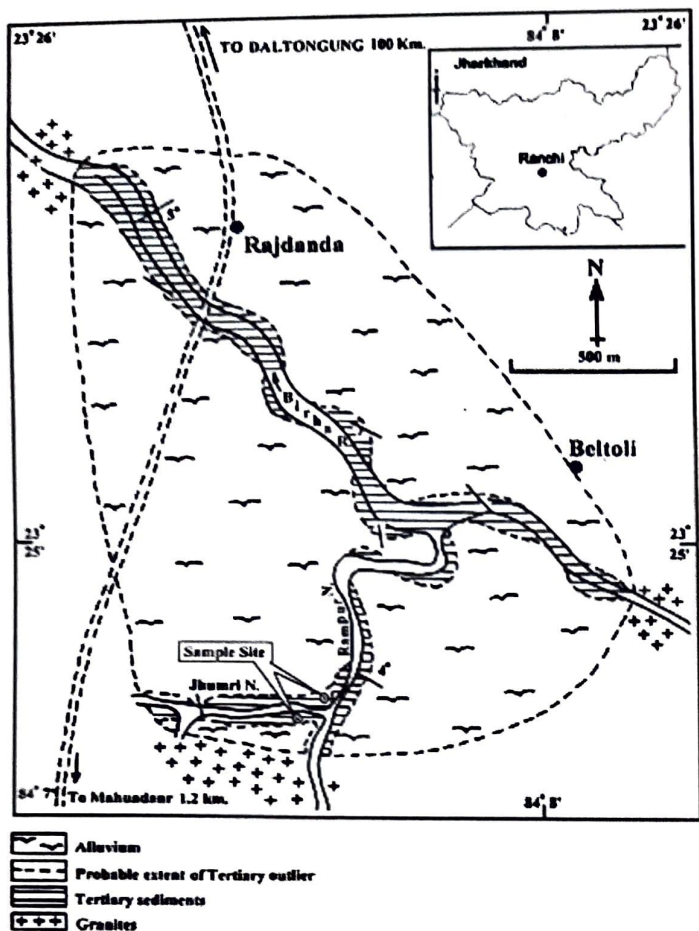 23° 26'
TO DALTONGUNG 100 Km.
84° 8'
23° 26'
Jharkhand
Ranchi
Rajdanda
5°
N
500 m
Birha R.
Beltoli
23° 25'
23° 25'
Rampur N.
Sample Site
Jhumri N.
4°
84° 7'
To Mahuadanr 1.2 km.
84° 8'
Alluvium
Probable extent of Tertiary outlier
Tertiary sediments
Granites